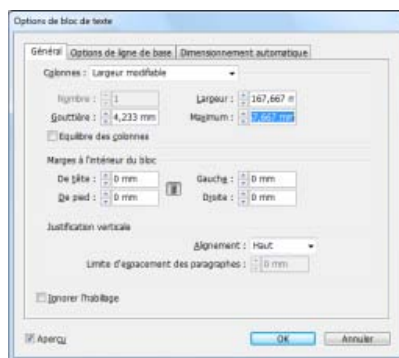 Options de bloc de texte
Général Options de ligne de base Dimensionnement automatique
Colonnes : Largeur modifiable
Nombre : 1 Largeur : 167,667 m
Gouttière : 4,233 mm Maximum : 7,667 mm
Équilibre des colonnes
Marges à l'intérieur du bloc
De tête : 0 mm Gauche : 0 mm
De pied : 0 mm Droite : 0 mm
Justification verticale
Alignement : Haut
Limite d'espacement des paragraphes : 0 mm
Ignorer l'habillage
Aperçu OK Annuler